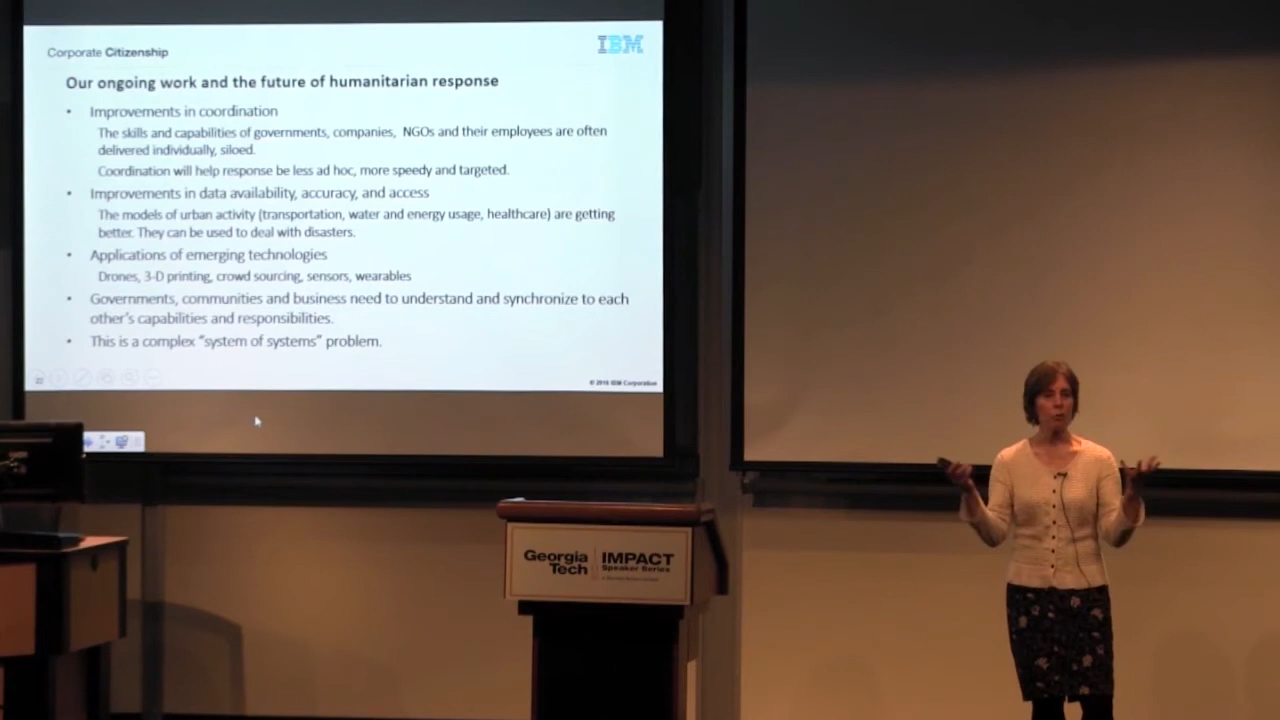 Corporate Citizenship
IBM
Our ongoing work and the future of humanitarian response
• Improvements in coordination
The skills and capabilities of governments, companies, NGOs and their employees are often
delivered individually, siloed.
Coordination will help response be less ad hoc, more speedy and targeted.
• Improvements in data availability, accuracy, and access
The models of urban activity (transportation, water and energy usage, healthcare) are getting
better. They can be used to deal with disasters.
• Applications of emerging technologies
Drones, 3-D printing, crowd sourcing, sensors, wearables
• Governments, communities and business need to understand and synchronize to each
other's capabilities and responsibilities.
• This is a complex "system of systems" problem.
22
© 2016 IBM Corporation
Georgia
Tech
IMPACT
Speaker Series